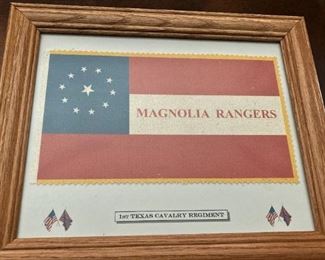 MAGNOLIA RANGERS
1ST TEXAS CAVALRY REGIMENT